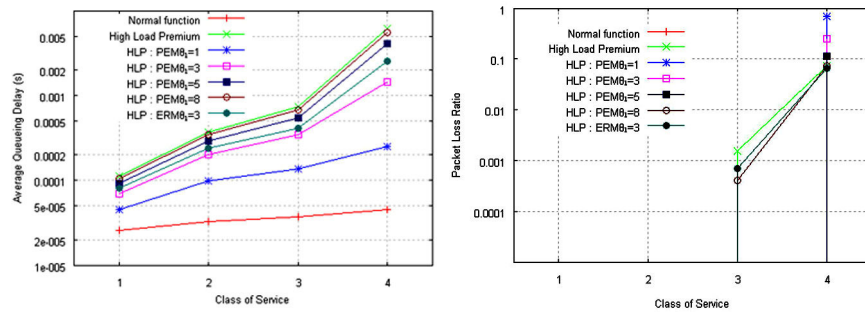 Normal function
High Load Premium
HLP : PEMθ₁=1
HLP : PEMθ₁=3
HLP : PEMθ₁=5
HLP : PEMθ₁=8
HLP : ERMθ₁=3
Average Queueing Delay (s)
0.005
0.002
0.001
0.0005
0.0002
0.0001
5e-005
2e-005
1e-005
1 2 3 4
Class of Service
Normal function
High Load Premium
HLP : PEMθ₁=1
HLP : PEMθ₁=3
HLP : PEMθ₁=5
HLP : PEMθ₁=8
HLP : ERMθ₁=3
Packet Loss Ratio
1
0.1
0.01
0.001
0.0001
1 2 3 4
Class of Service